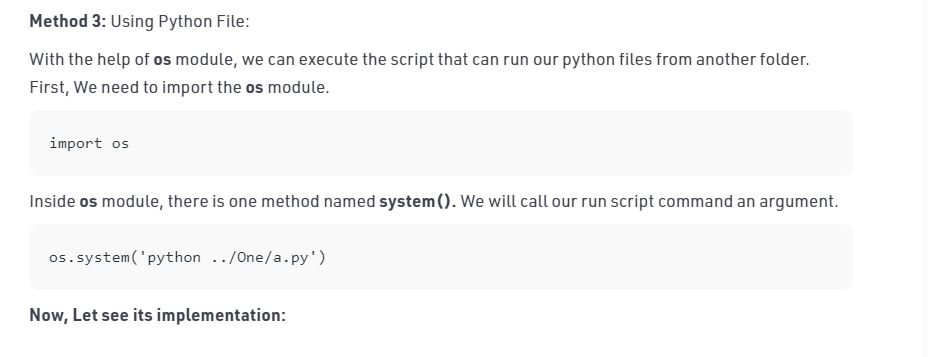 Method 3: Using Python File:
With the help of os module, we can execute the script that can run our python files from another folder.
First, We need to import the os module.
import os
Inside os module, there is one method named system(). We will call our run script command an argument.
os.system('python ../One/a.py')
Now, Let see its implementation: